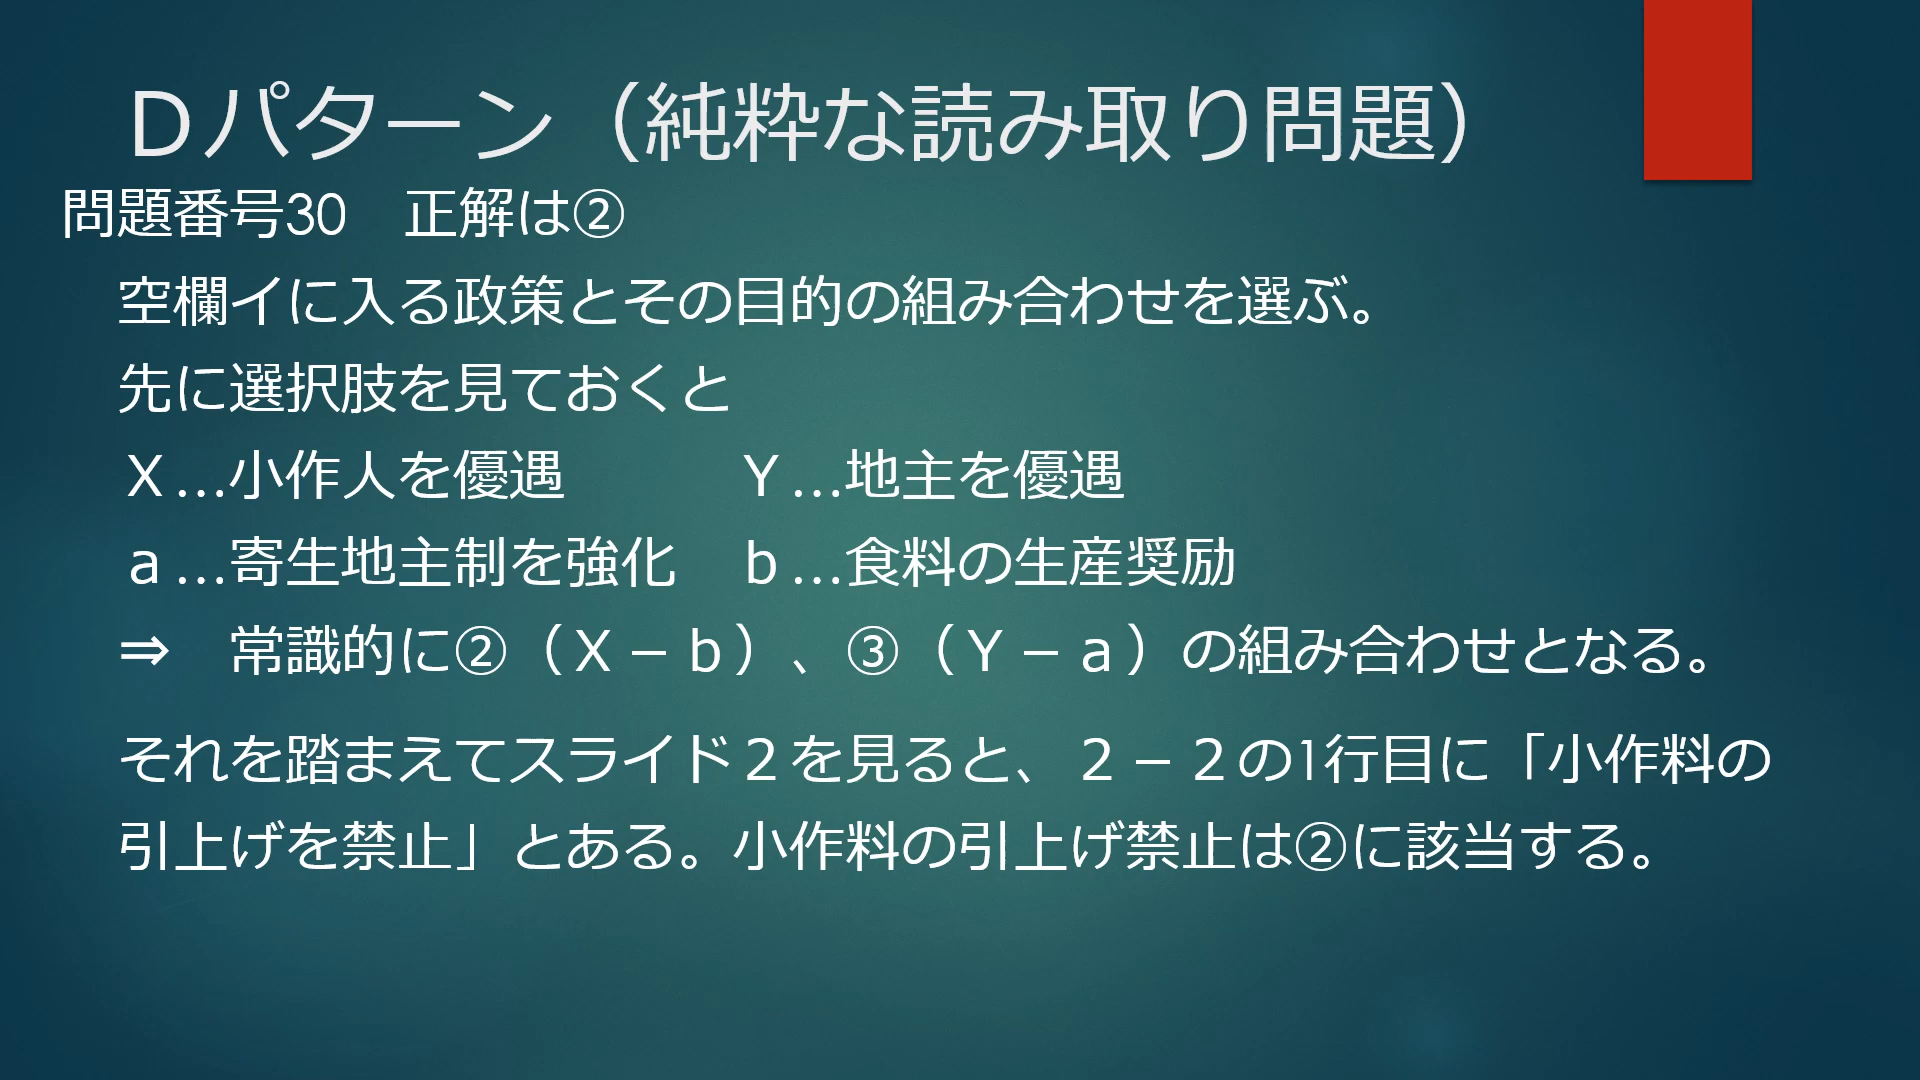 Ｄパターン（純粋な読み取り問題）
問題番号30　正解は②
空欄イに入る政策とその目的の組み合わせを選ぶ。
先に選択肢を見ておくと
Ｘ…小作人を優遇　　　Ｙ…地主を優遇
ａ…寄生地主制を強化　ｂ…食料の生産奨励
⇒　常識的に②（Ｘ－ｂ）、③（Ｙ－ａ）の組み合わせとなる。
それを踏まえてスライド２を見ると、２－２の1行目に「小作料の
引上げを禁止」とある。小作料の引上げ禁止は②に該当する。